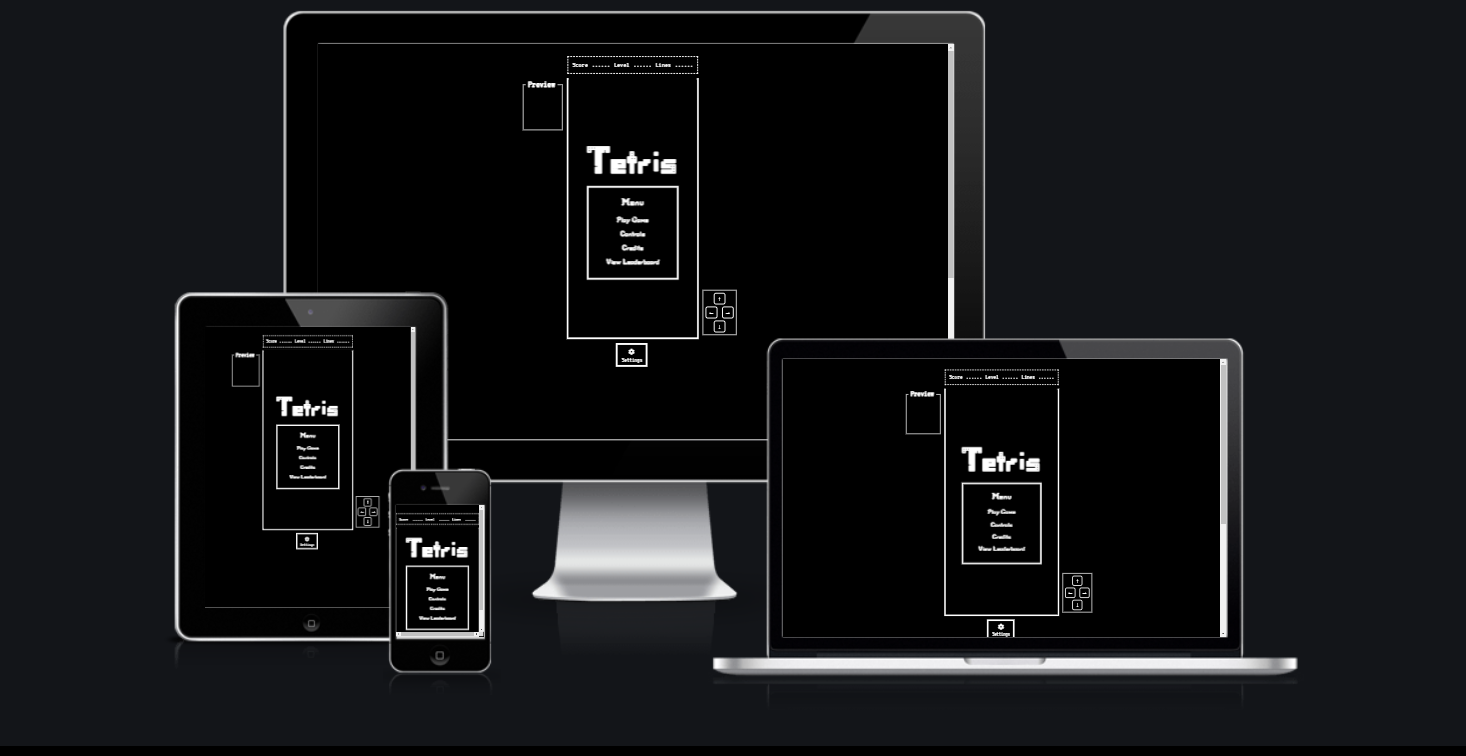 Score ...... Level ...... Lines ......
Preview
Tetris
Menu
Play Game
Controls
Credits
View Leaderboard
↑
← →
↓
Settings
Score ...... Level ...... Lines ......
Preview
Tetris
Menu
Play Game
Controls
Credits
View Leaderboard
↑
← →
↓
Settings
Score ...... Level ...... Lines ......
Tetris
Menu
Play Game
Controls
Credits
View Leaderboard
Score ...... Level ...... Lines ......
Preview
Tetris
Menu
Play Game
Controls
Credits
View Leaderboard
↑
← →
↓
Settings